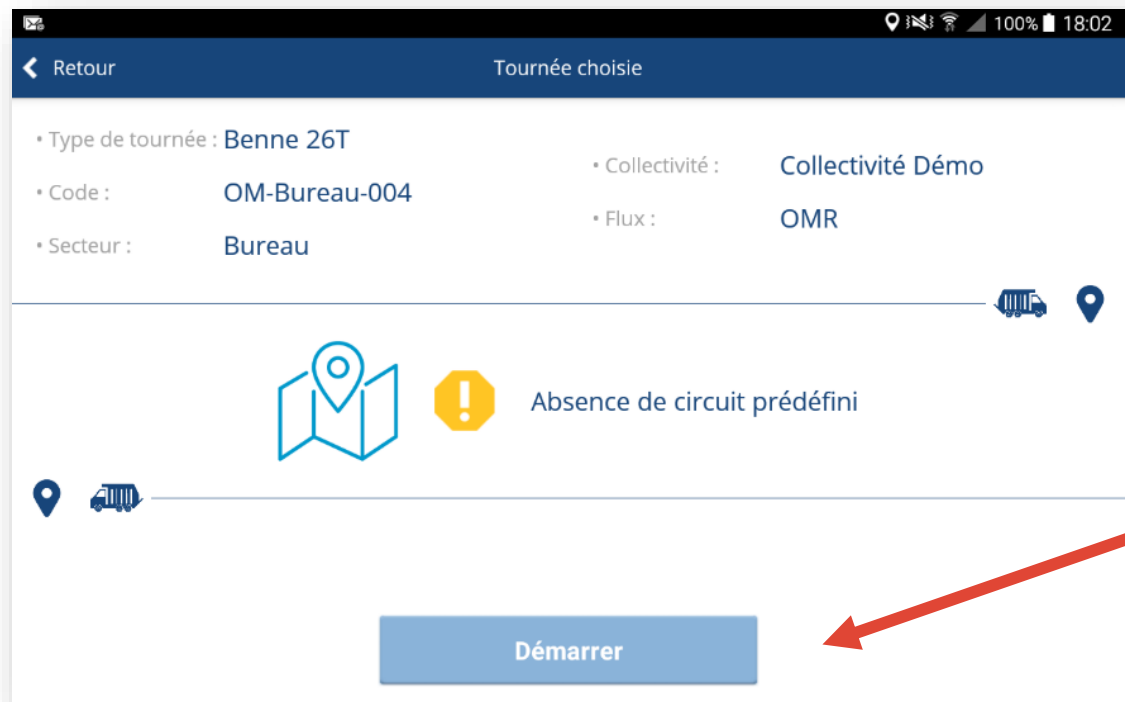 100% 18:02
Retour
Tournée choisie
• Type de tournée : Benne 26T
• Code : OM-Bureau-004
• Secteur : Bureau
• Collectivité : Collectivité Démo
• Flux : OMR
Absence de circuit prédéfini
Démarrer